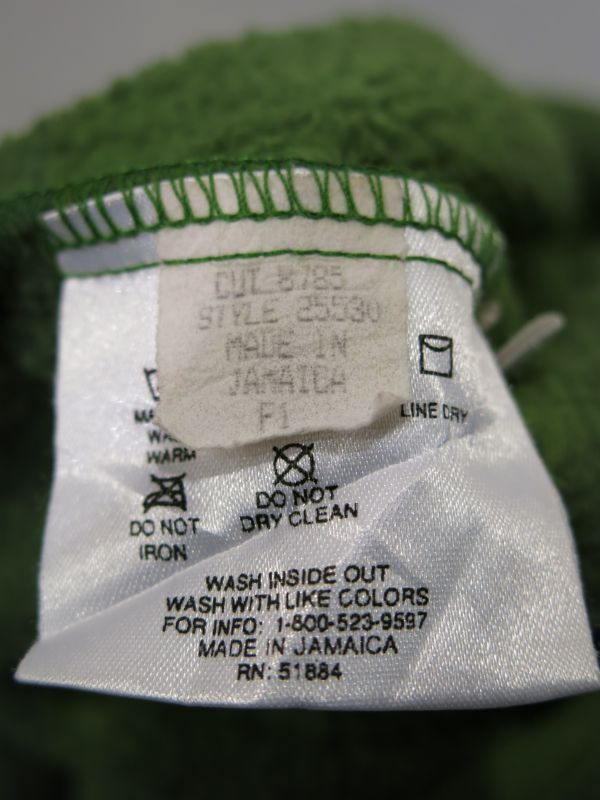 CUT 8785
STYLE 25530
MADE IN
JAMAICA
F1
WARM
LINE DRY
DO NOT
IRON
DO NOT
DRY CLEAN
WASH INSIDE OUT
WASH WITH LIKE COLORS
FOR INFO: 1-800-523-9597
MADE IN JAMAICA
RN: 51884